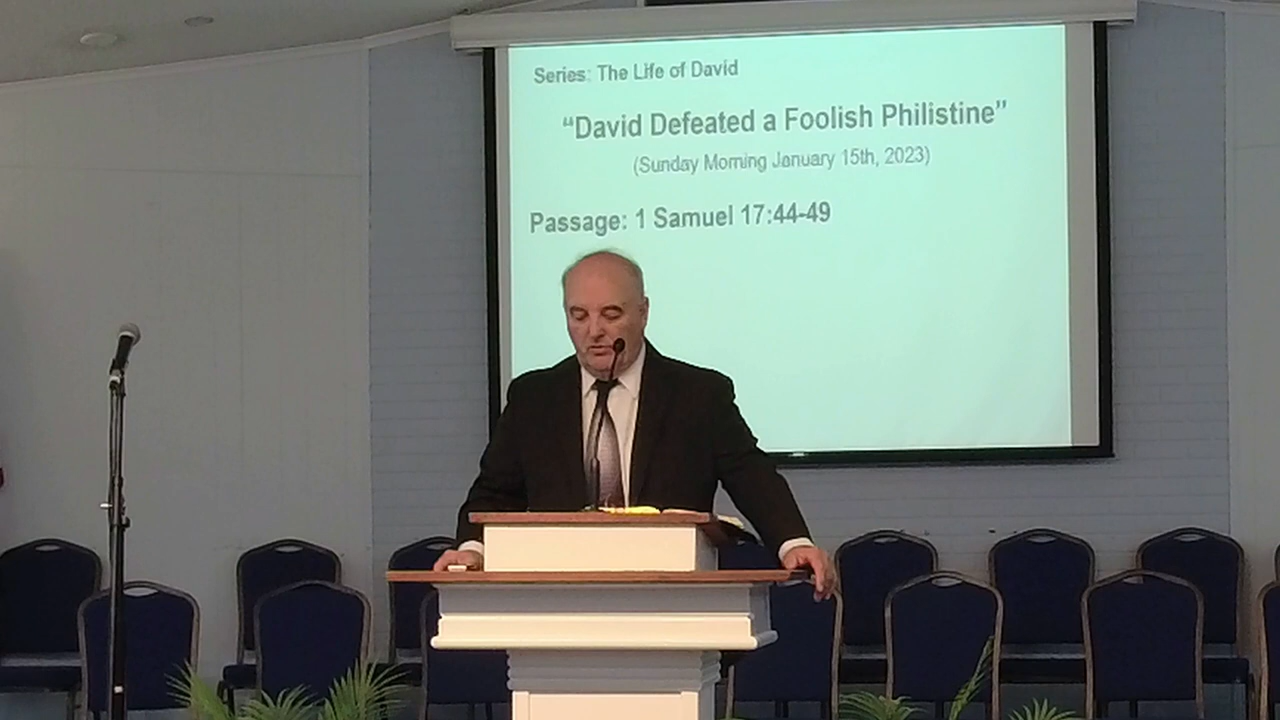 Series: The Life of David
“David Defeated a Foolish Philistine”
(Sunday Morning January 15th, 2023)
Passage: 1 Samuel 17:44-49